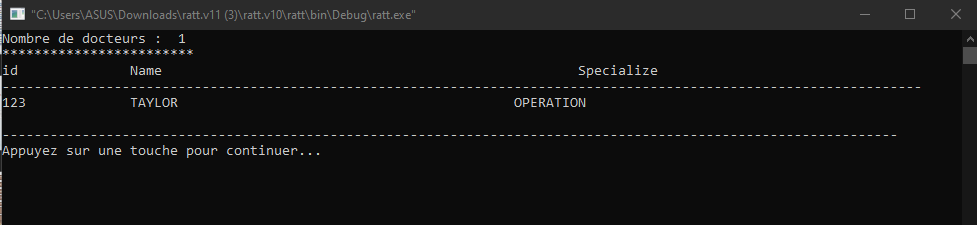 "C:\Users\ASUS\Downloads\ratt.v11 (3)\ratt.v10\ratt\bin\Debug\ratt.exe"
Nombre de docteurs :  1
************************
id              Name                                                    Specialize
-------------------------------------------------------------------------------------------------------------------
123             TAYLOR                                          OPERATION
----------------------------------------------------------------------------------------------------------------
Appuyez sur une touche pour continuer...